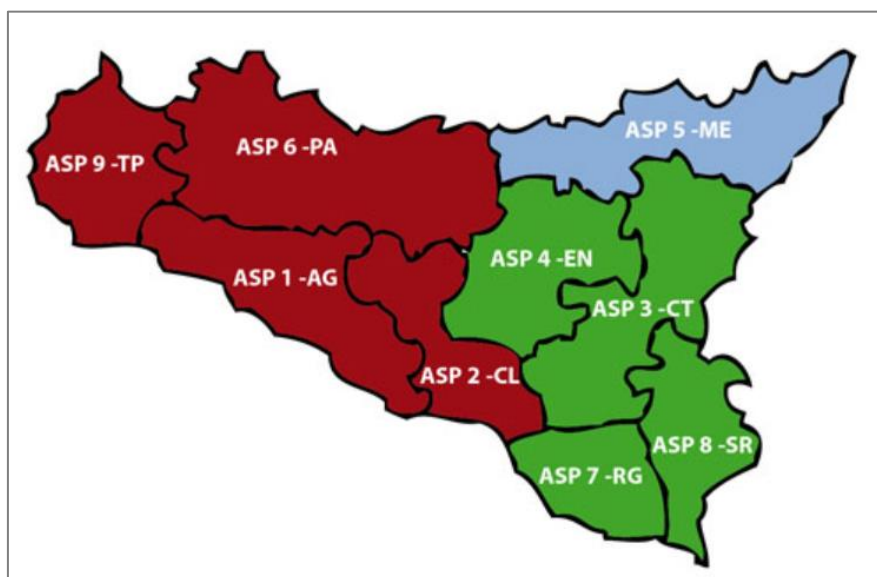 ASP 5 -ME
ASP 6 -PA
ASP 9 -TP
ASP 4 -EN
ASP 1 -AG
ASP 3 -CT
ASP 2 -CL
ASP 8 -SR
ASP 7 -RG